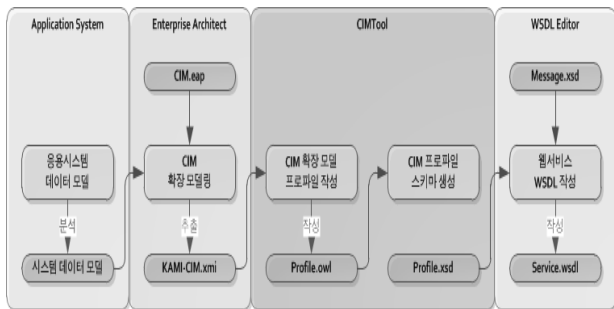 Application System
Enterprise Architect
CIMTool
WSDL Editor
CIM.eap
Message.xsd
응용시스템
데이터 모델
CIM
확장 모델링
CIM 확장 모델
프로파일 작성
CIM 프로파일
스키마 생성
웹서비스
WSDL 작성
분석
추출
작성
작성
시스템 데이터 모델
KAMI-CIM.xmi
Profile.owl
Profile.xsd
Service.wsdl